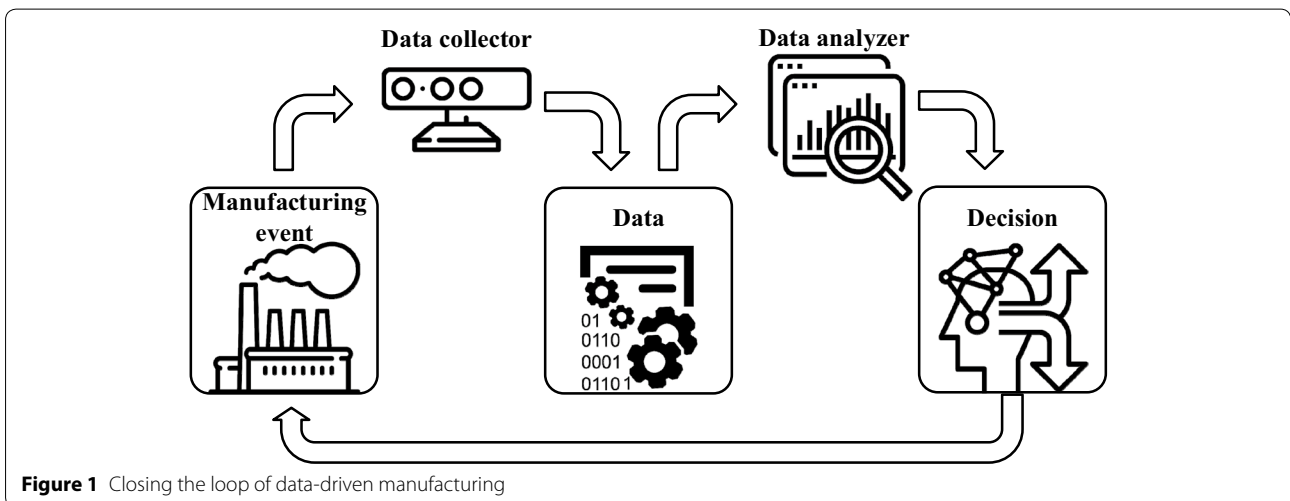 Data collector
Data analyzer
Manufacturing
event
Data
Decision
01
0110
0001
01101
Figure 1 Closing the loop of data-driven manufacturing